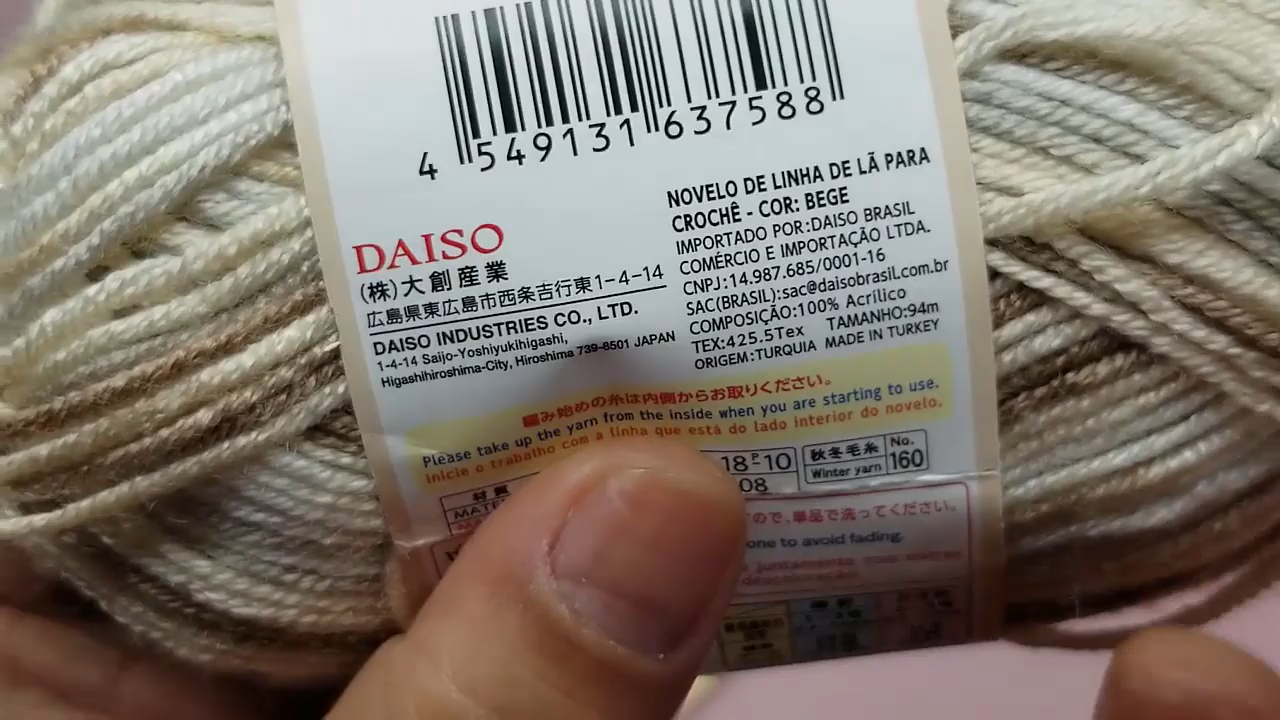 4 549131 637588
DAISO
(株)大創産業
広島県東広島市西条吉行東1-4-14
DAISO INDUSTRIES CO., LTD.
1-4-14 Saijo-Yoshiyukihigashi,
Higashihiroshima-City, Hiroshima 739-8501 JAPAN
NOVELO DE LINHA DE LÃ PARA
CROCHÊ - COR: BEGE
IMPORTADO POR:DAISO BRASIL
COMÉRCIO E IMPORTAÇÃO LTDA.
CNPJ:14.987.685/0001-16
SAC(BRASIL):sac@daisobrasil.com.br
COMPOSIÇÃO:100% Acrílico
TEX:425.5Tex TAMANHO:94m
ORIGEM:TURQUIA MADE IN TURKEY
編み始めの糸は内側からお取りください。
Please take up the yarn from the inside when you are starting to use.
Inicie o trabalho com a linha que está do lado interior do novelo.
材質
18 P-10
08
秋冬毛糸
Winter yarn
No.
160
ので、単品で洗ってください。
one to avoid fading.